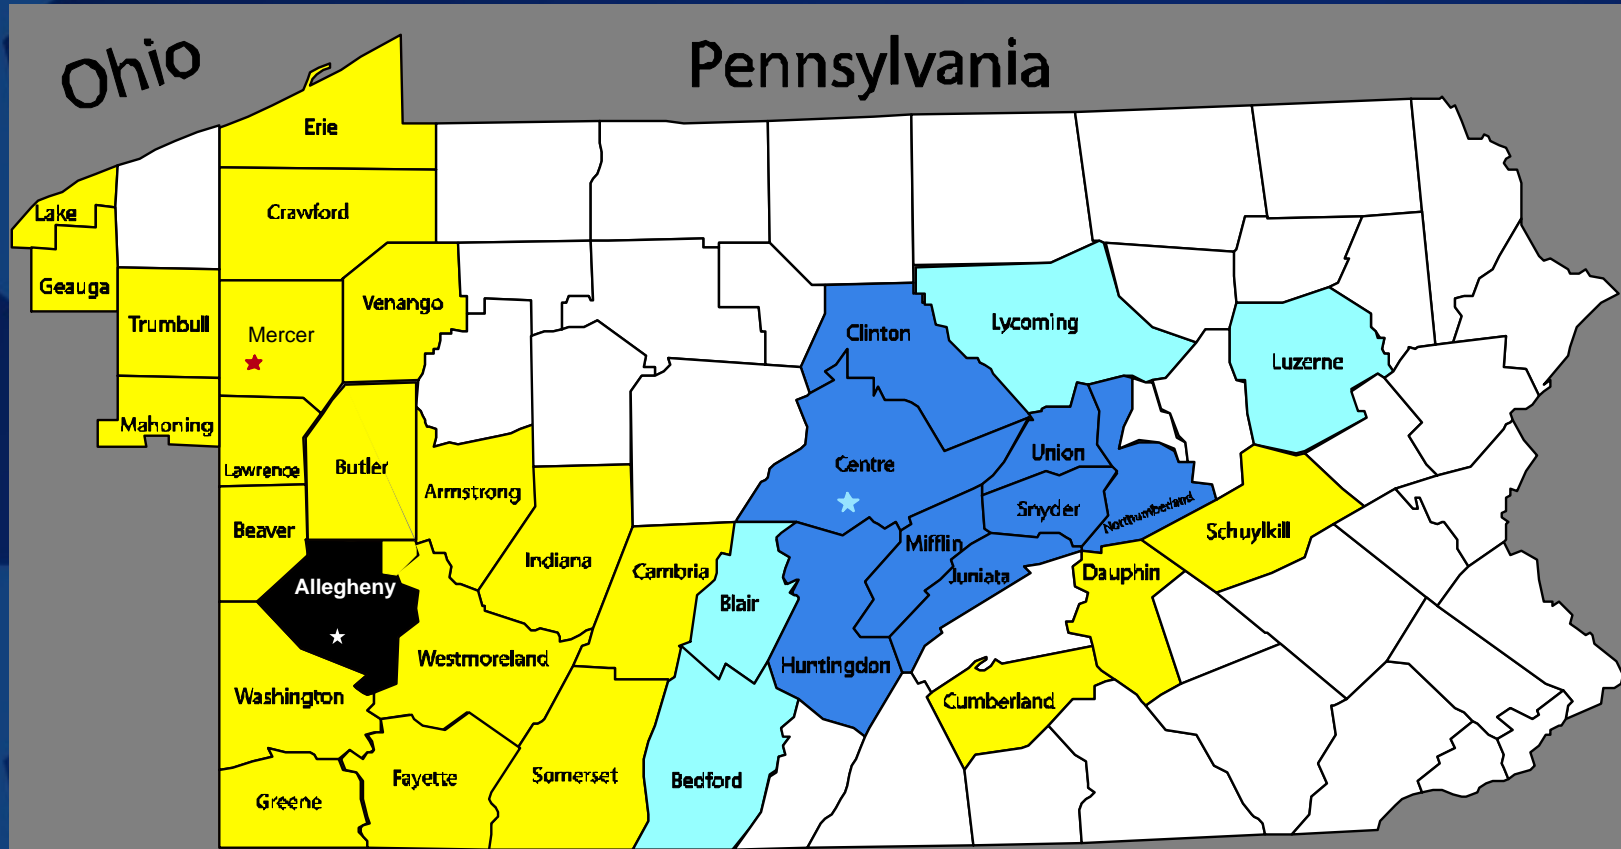 Ohio
Pennsylvania
Erie
Lake
Crawford
Geauga
Venango
Trumbull
Mercer
Clinton
Lycoming
Luzerne
Mahoning
Lawrence
Butler
Armstrong
Centre
Union
Snyder
Northumberland
Beaver
Schuylkill
Indiana
Mifflin
Cambria
Juniata
Dauphin
Allegheny
Blair
Westmoreland
Huntingdon
Washington
Cumberland
Fayette
Somerset
Bedford
Greene